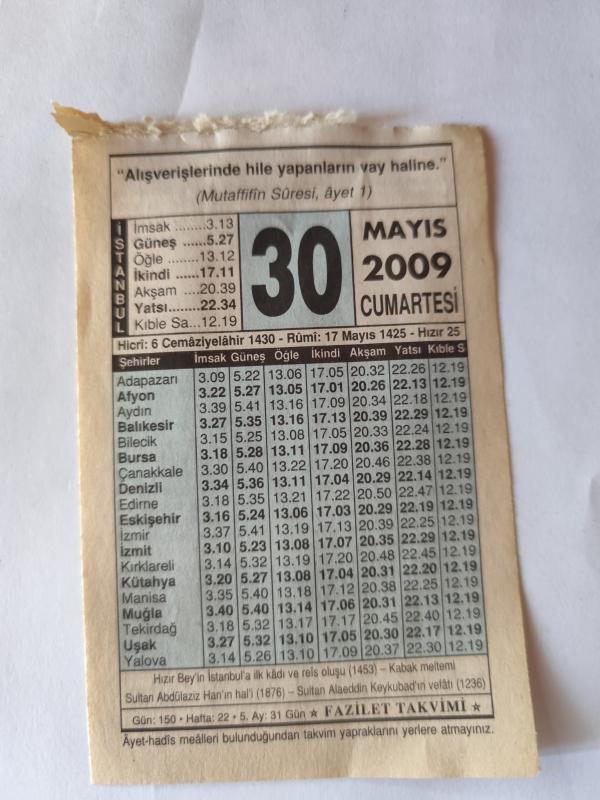 "Alışverişlerinde hile yapanların vay haline."
(Mutaffifîn Sûresi, âyet 1)
İSTANBUL
İmsak ........3.13
Güneş ......5.27
Öğle ........13.12
İkindi ......17.11
Akşam ....20.39
Yatsı.......22.34
Kıble Sa...12.19
30
MAYIS
2009
CUMARTESİ
Hicrî: 6 Cemâziyelâhir 1430 - Rûmî: 17 Mayıs 1425 - Hızır 25
Şehirler İmsak Güneş Öğle İkindi Akşam Yatsı Kıble S
Adapazarı 3.09 5.22 13.06 17.05 20.32 22.26 12.19
Afyon 3.22 5.27 13.05 17.01 20.26 22.13 12.19
Aydın 3.39 5.41 13.16 17.09 20.34 22.18 12.19
Balıkesir 3.27 5.35 13.16 17.13 20.39 22.29 12.19
Bilecik 3.15 5.25 13.08 17.05 20.33 22.24 12.19
Bursa 3.18 5.28 13.11 17.09 20.36 22.28 12.19
Çanakkale 3.30 5.40 13.22 17.20 20.46 22.38 12.19
Denizli 3.34 5.36 13.11 17.04 20.29 22.14 12.19
Edirne 3.18 5.35 13.21 17.22 20.50 22.47 12.19
Eskişehir 3.16 5.24 13.06 17.03 20.29 22.19 12.19
İzmir 3.37 5.41 13.19 17.13 20.39 22.25 12.19
İzmit 3.10 5.23 13.08 17.07 20.35 22.29 12.19
Kırklareli 3.14 5.32 13.19 17.20 20.48 22.45 12.19
Kütahya 3.20 5.27 13.08 17.04 20.31 22.20 12.19
Manisa 3.35 5.40 13.18 17.12 20.38 22.25 12.19
Muğla 3.40 5.40 13.14 17.06 20.31 22.13 12.19
Tekirdağ 3.18 5.32 13.17 17.17 20.45 22.40 12.19
Uşak 3.27 5.32 13.10 17.05 20.30 22.17 12.19
Yalova 3.14 5.26 13.10 17.09 20.37 22.30 12.19
Hızır Bey'in İstanbul'a ilk kâdı ve reîs oluşu (1453) – Kabak meltemi
Sultan Abdülaziz Han'ın hal'i (1876) – Sultan Alaeddin Keykubad'ın vefâtı (1236)
Gün: 150 • Hafta: 22 • 5. Ay: 31 Gün ★ FAZİLET TAKVİMİ ★
Âyet-hadîs meâlleri bulunduğundan takvim yapraklarını yerlere atmayınız.